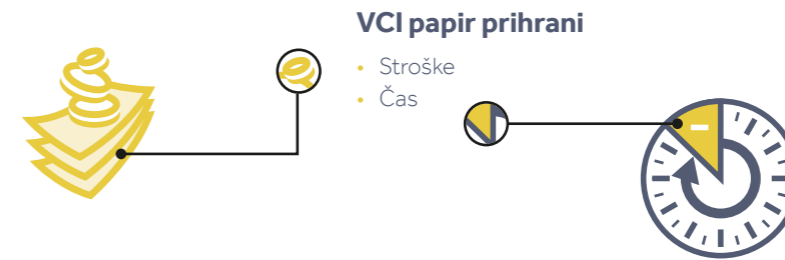 VCI papir prihrani
• Stroške
• Čas